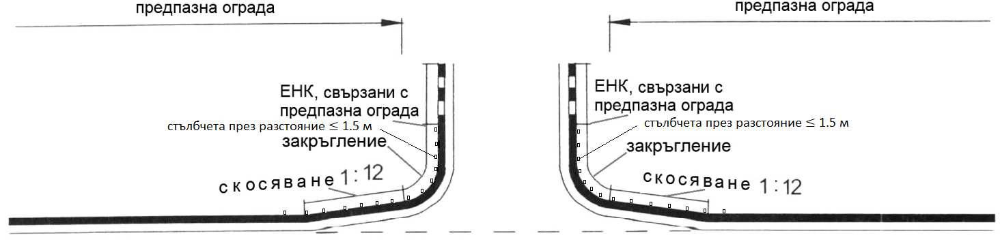 предпазна ограда
предпазна ограда
ЕНК, свързани с
предпазна ограда
стълбчета през разстояние ≤ 1.5 м
закръгление
скосяване 1:12
ЕНК, свързани с
предпазна ограда
стълбчета през разстояние ≤ 1.5 м
закръгление
скосяване 1:12